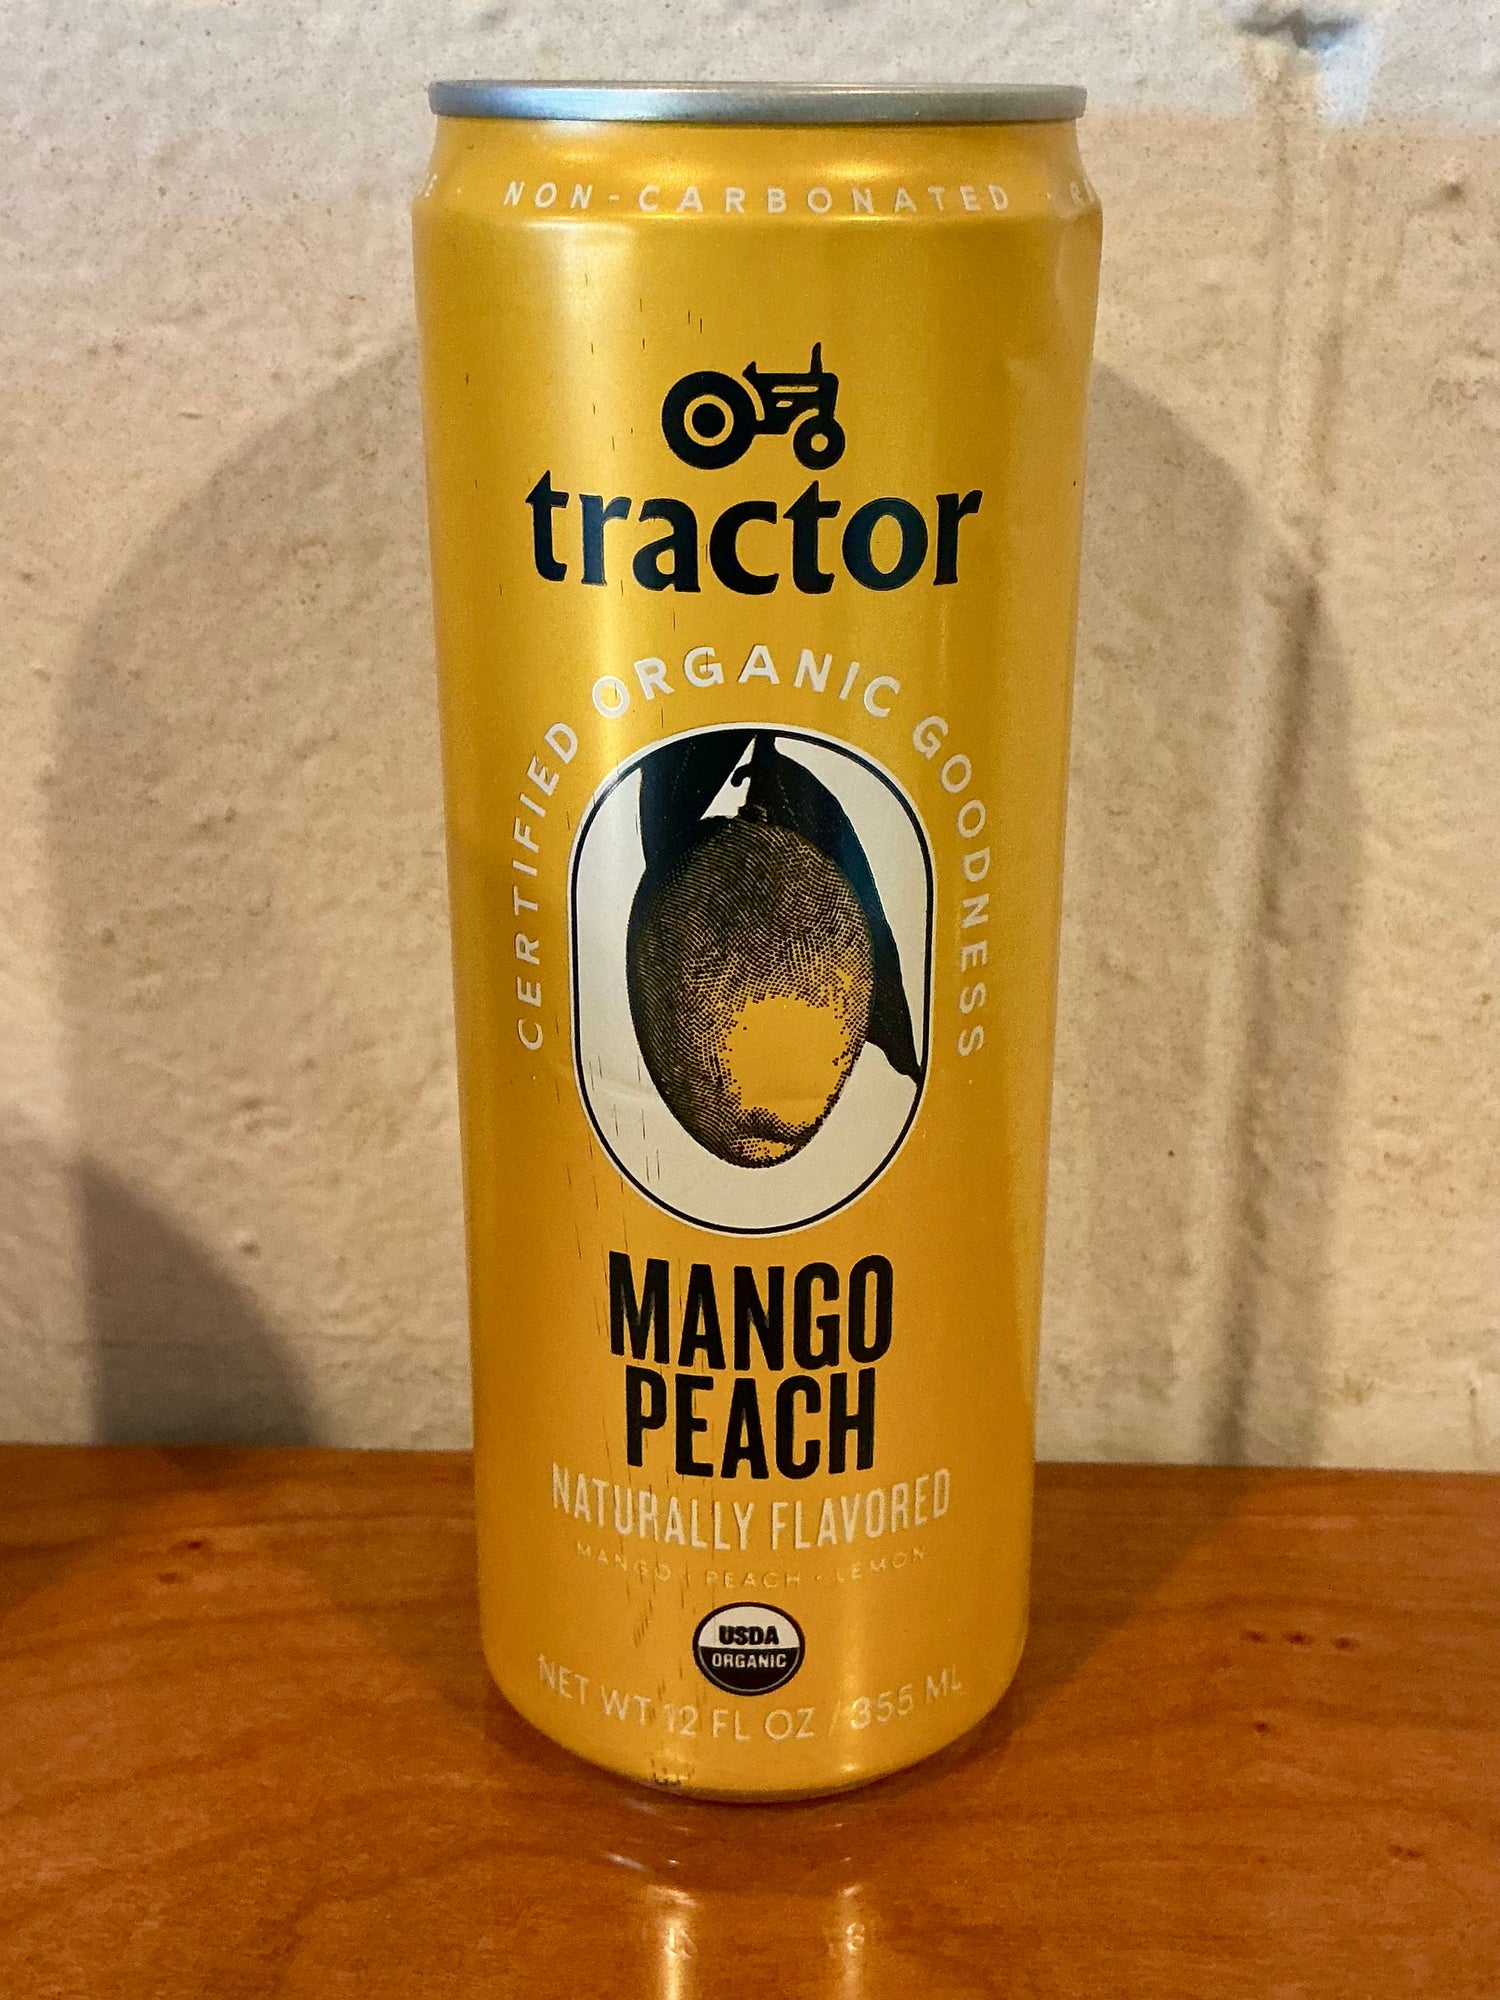 NON-CARBONATED
tractor
· CERTIFIED ORGANIC GOODNESS ·
MANGO
PEACH
NATURALLY FLAVORED
MANGO · PEACH · LEMON
USDA
ORGANIC
NET WT 12 FL OZ / 355 ML